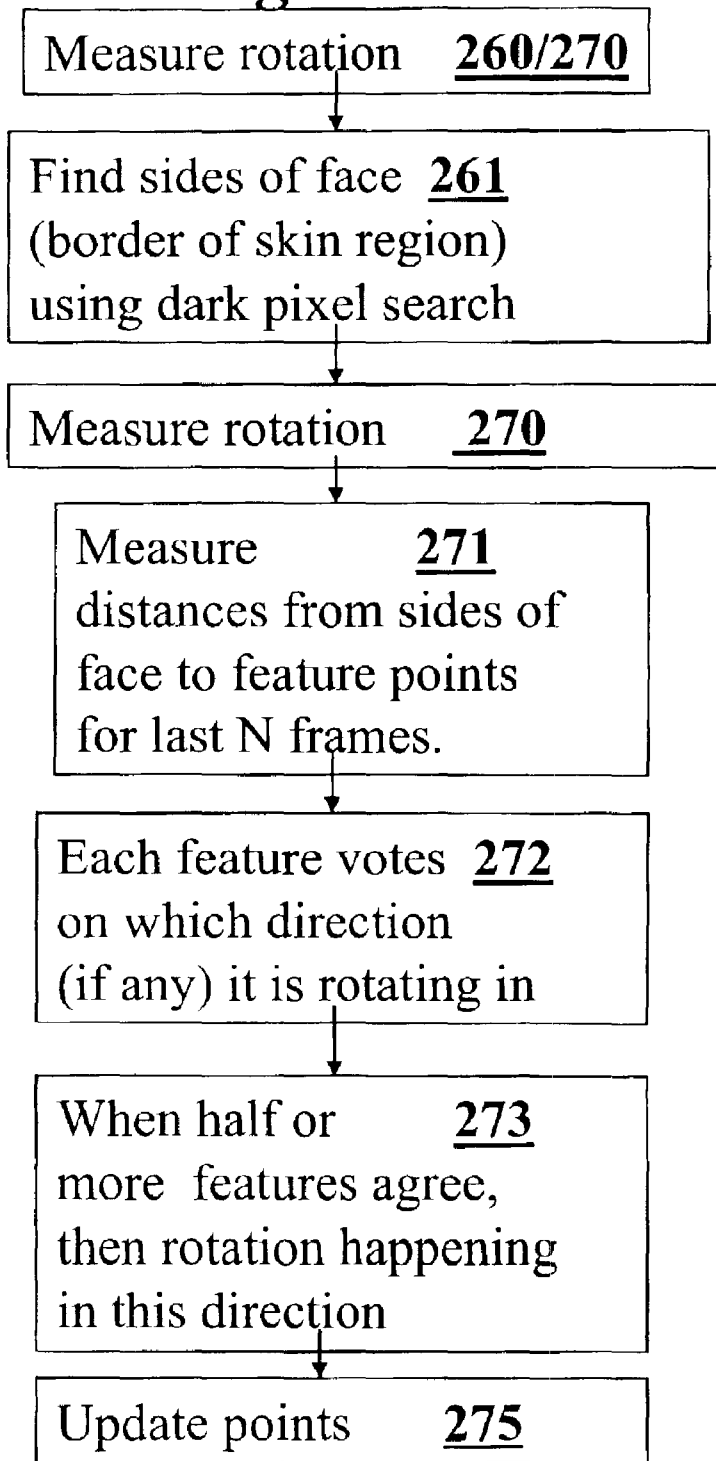 Measure rotation 260/270
Find sides of face 261
(border of skin region)
using dark pixel search
Measure rotation 270
Measure 271
distances from sides of
face to feature points
for last N frames.
Each feature votes 272
on which direction
(if any) it is rotating in
When half or 273
more features agree,
then rotation happening
in this direction
Update points 275